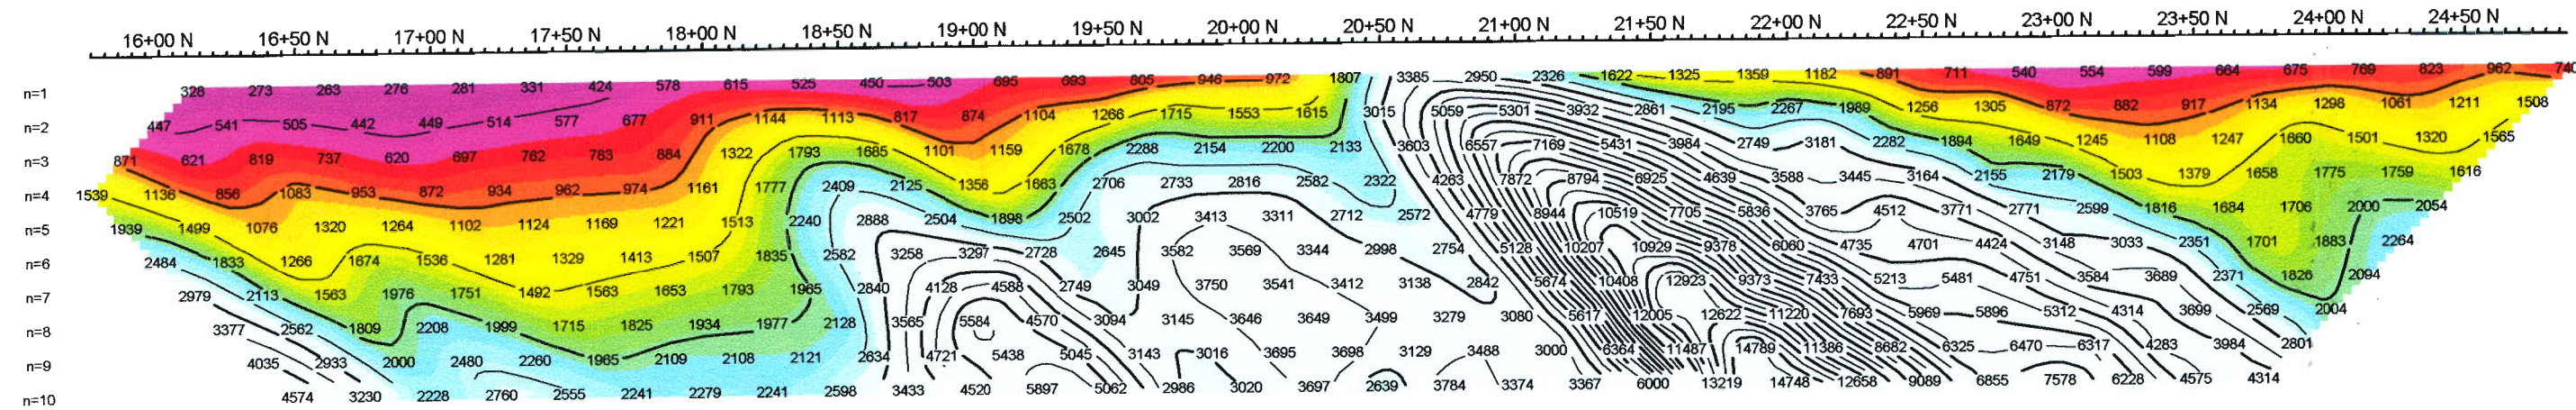 16+00 N 16+50 N 17+00 N 17+50 N 18+00 N 18+50 N 19+00 N 19+50 N 20+00 N 20+50 N 21+00 N 21+50 N 22+00 N 22+50 N 23+00 N 23+50 N 24+00 N 24+50 N
n=1 328 273 263 276 281 331 424 578 615 525 450 503 695 693 805 946 972 1807 3385 2950 2326 1622 1325 1359 1182 891 711 540 554 599 664 675 769 823 962 740
n=2 447 541 505 442 449 514 577 677 911 1144 1113 817 874 1104 1266 1715 1553 1615 3015 5059 5301 3932 2861 2195 2267 1989 1256 1305 872 882 917 1134 1298 1061 1211 1508
n=3 871 621 819 737 620 697 762 783 884 1322 1793 1685 1101 1159 1678 2288 2154 2200 2133 3603 6557 7169 5431 3984 2749 3181 2282 1894 1649 1245 1108 1247 1660 1501 1320 1565
n=4 1539 1136 856 1083 953 872 934 962 974 1161 1777 2409 2125 1356 1663 2706 2733 2816 2582 2322 4263 7872 8794 6925 4639 3588 3445 3164 2155 2179 1503 1379 1658 1775 1759 1616
n=5 1939 1499 1076 1320 1264 1102 1124 1169 1221 1513 2240 2888 2504 1898 2502 3002 3413 3311 2712 2572 4779 8944 10519 7705 5836 3765 4512 3771 2771 2599 1816 1684 1706 2000 2054
n=6 2484 1833 1266 1674 1536 1281 1329 1413 1507 1835 2582 3258 3297 2728 2645 3582 3569 3344 2998 2754 5128 10207 10929 9378 6060 4735 4701 4424 3148 3033 2351 1701 1883 2264
n=7 2979 2113 1563 1976 1751 1492 1563 1653 1793 1965 2840 4128 4588 2749 3049 3750 3541 3412 3138 2842 5674 10408 12923 9373 7433 5213 5481 4751 3584 3689 2371 1826 2094
n=8 3377 2562 1809 2208 1999 1715 1825 1934 1977 2128 3565 5584 4570 3094 3145 3646 3649 3499 3279 3080 5617 12005 12622 11220 7693 5969 5896 5312 4314 3699 2569 2004
n=9 4035 2933 2000 2480 2260 1965 2109 2108 2121 2634 4721 5438 5045 3143 3016 3695 3698 3129 3488 3000 6364 11487 14789 11386 8682 6325 6470 6317 4283 3984 2801
n=10 4574 3230 2228 2760 2555 2241 2279 2241 2598 3433 4520 5897 5062 2986 3020 3697 2639 3784 3374 3367 6000 13219 14748 12658 9089 6855 7578 6228 4575 4314